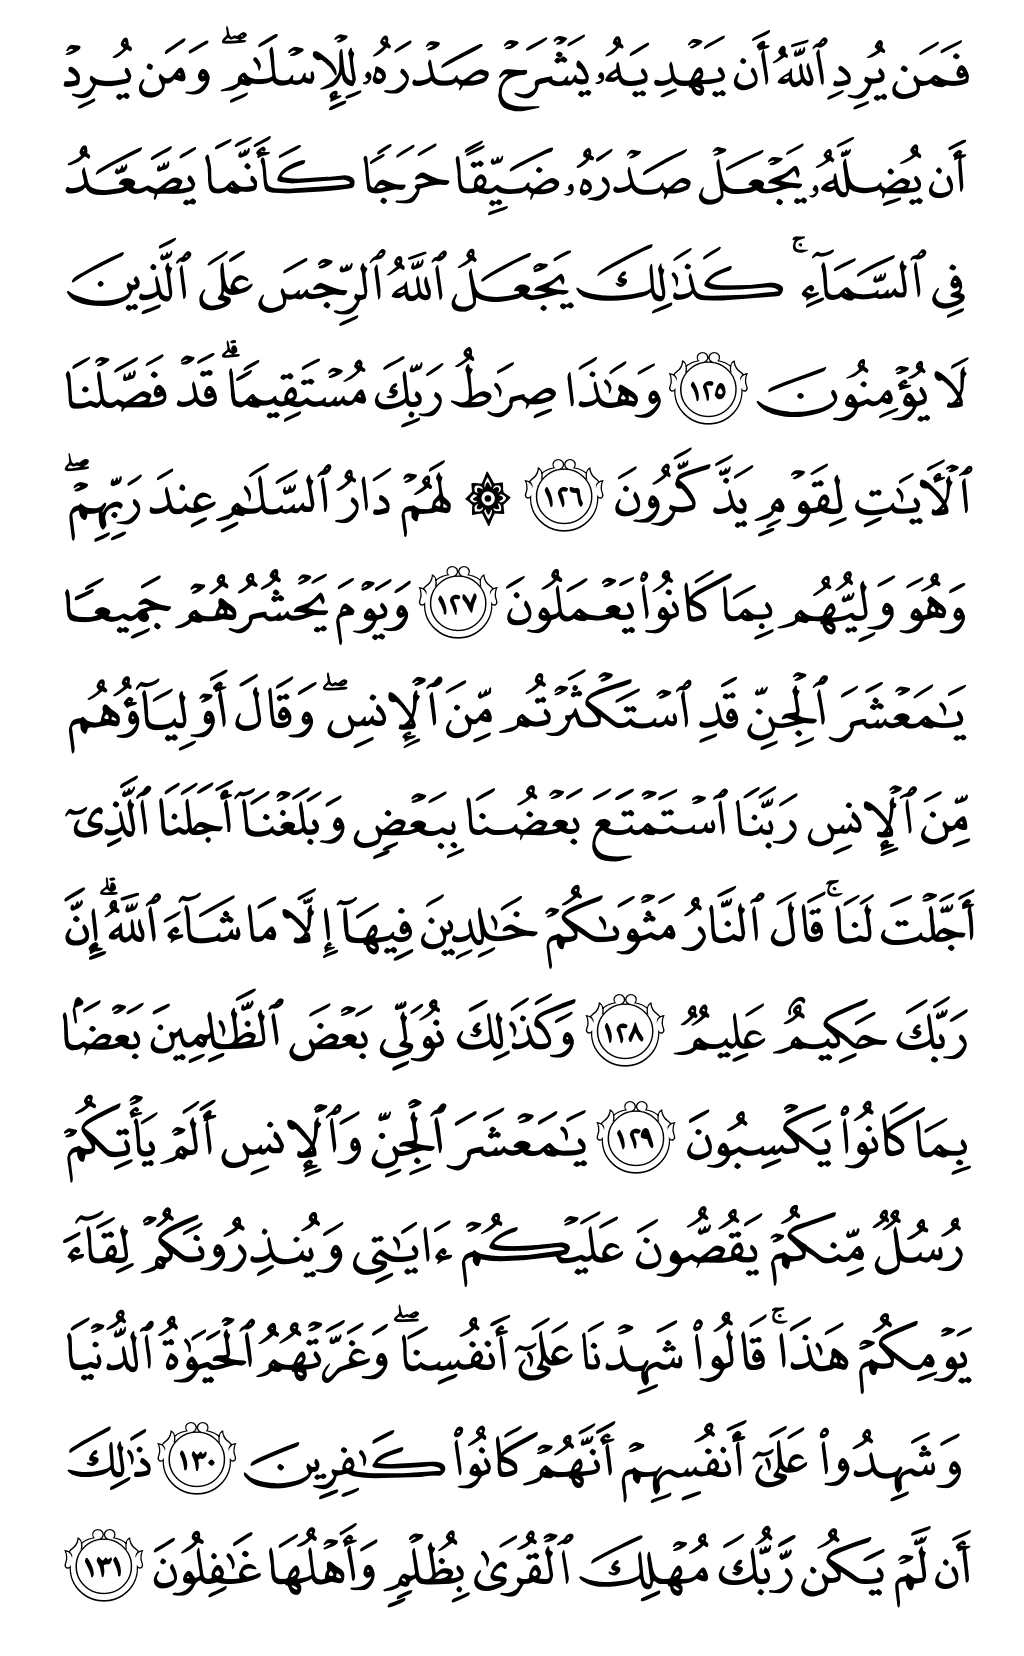 فَمَن يُرِدِ ٱللَّهُ أَن يَهْدِيَهُۥ يَشْرَحْ صَدْرَهُۥ لِلْإِسْلَٰمِ ۖ وَمَن يُرِدْ
أَن يُضِلَّهُۥ يَجْعَلْ صَدْرَهُۥ ضَيِّقًا حَرَجًا كَأَنَّمَا يَصَّعَّدُ
فِى ٱلسَّمَآءِ ۚ كَذَٰلِكَ يَجْعَلُ ٱللَّهُ ٱلرِّجْسَ عَلَى ٱلَّذِينَ
لَا يُؤْمِنُونَ ١٢٥ وَهَٰذَا صِرَٰطُ رَبِّكَ مُسْتَقِيمًا ۗ قَدْ فَصَّلْنَا
ٱلْـَٔايَٰتِ لِقَوْمٍ يَذَّكَّرُونَ ١٢٦ ۞ لَهُمْ دَارُ ٱلسَّلَٰمِ عِندَ رَبِّهِمْ ۖ
وَهُوَ وَلِيُّهُم بِمَا كَانُوا۟ يَعْمَلُونَ ١٢٧ وَيَوْمَ يَحْشُرُهُمْ جَمِيعًا
يَٰمَعْشَرَ ٱلْجِنِّ قَدِ ٱسْتَكْثَرْتُم مِّنَ ٱلْإِنسِ ۖ وَقَالَ أَوْلِيَآؤُهُم
مِّنَ ٱلْإِنسِ رَبَّنَا ٱسْتَمْتَعَ بَعْضُنَا بِبَعْضٍ وَبَلَغْنَآ أَجَلَنَا ٱلَّذِىٓ
أَجَّلْتَ لَنَا ۚ قَالَ ٱلنَّارُ مَثْوَىٰكُمْ خَٰلِدِينَ فِيهَآ إِلَّا مَا شَآءَ ٱللَّهُ ۗ إِنَّ
رَبَّكَ حَكِيمٌ عَلِيمٌ ١٢٨ وَكَذَٰلِكَ نُوَلِّى بَعْضَ ٱلظَّٰلِمِينَ بَعْضًۢا
بِمَا كَانُوا۟ يَكْسِبُونَ ١٢٩ يَٰمَعْشَرَ ٱلْجِنِّ وَٱلْإِنسِ أَلَمْ يَأْتِكُمْ
رُسُلٌ مِّنكُمْ يَقُصُّونَ عَلَيْكُمْ ءَايَٰتِى وَيُنذِرُونَكُمْ لِقَآءَ
يَوْمِكُمْ هَٰذَا ۚ قَالُوا۟ شَهِدْنَا عَلَىٰٓ أَنفُسِنَا ۖ وَغَرَّتْهُمُ ٱلْحَيَوٰةُ ٱلدُّنْيَا
وَشَهِدُوا۟ عَلَىٰٓ أَنفُسِهِمْ أَنَّهُمْ كَانُوا۟ كَٰفِرِينَ ١٣٠ ذَٰلِكَ
أَن لَّمْ يَكُن رَّبُّكَ مُهْلِكَ ٱلْقُرَىٰ بِظُلْمٍ وَأَهْلُهَا غَٰفِلُونَ ١٣١